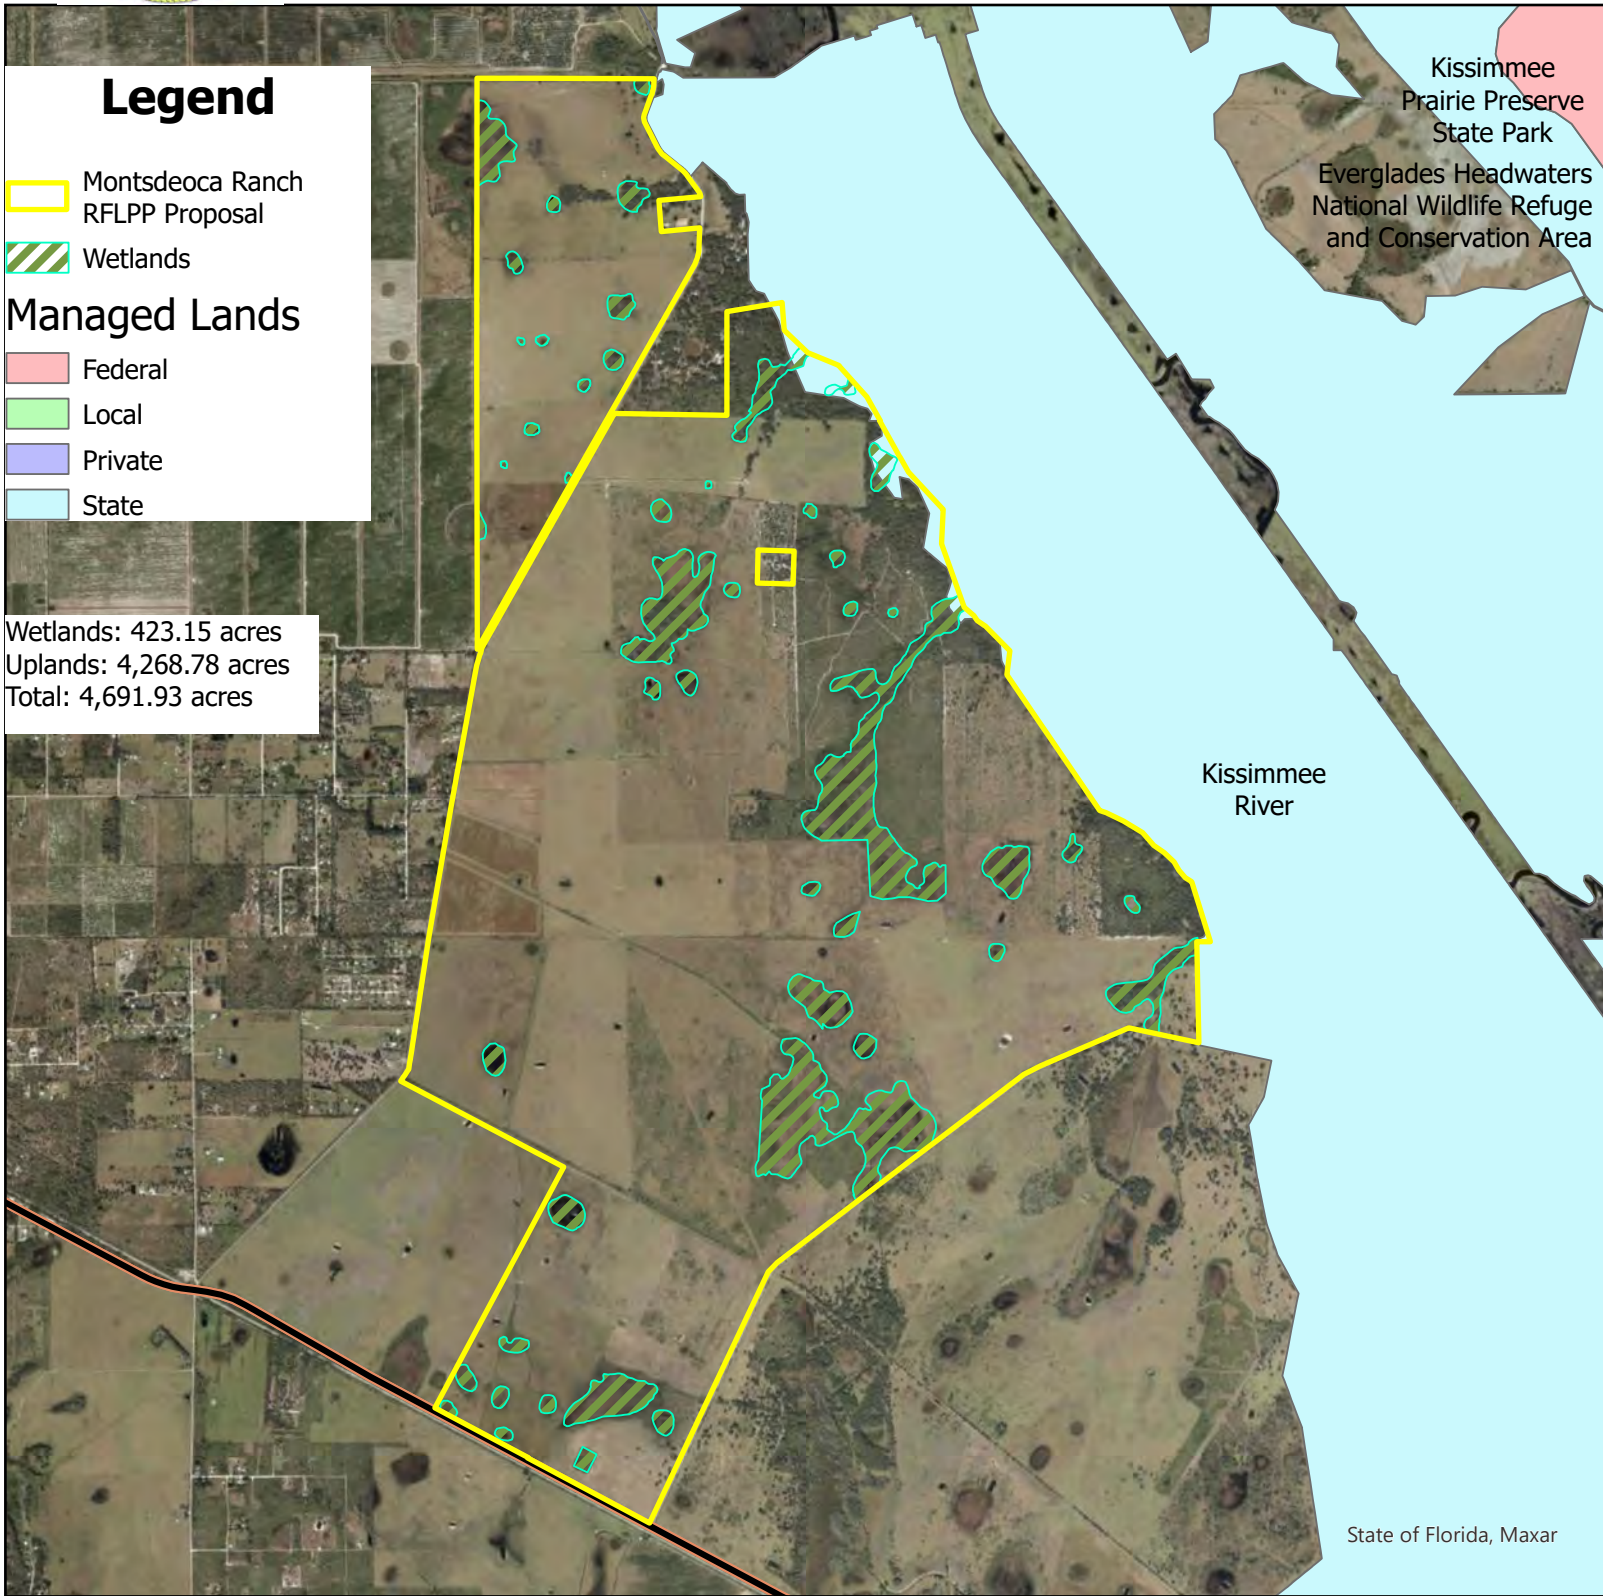 Legend
Montsdeoca Ranch
RFLPP Proposal
Wetlands
Managed Lands
Federal
Local
Private
State
Wetlands: 423.15 acres
Uplands: 4,268.78 acres
Total: 4,691.93 acres
Kissimmee
Prairie Preserve
State Park
Everglades Headwaters
National Wildlife Refuge
and Conservation Area
Kissimmee
River
State of Florida, Maxar